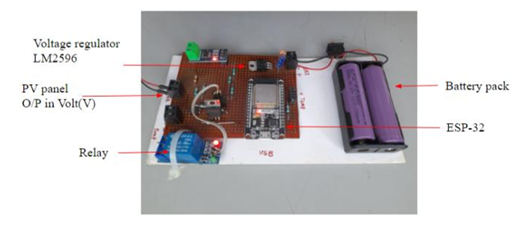 Voltage regulator
LM2596
PV panel
O/P in Volt(V)
Relay
Battery pack
ESP-32